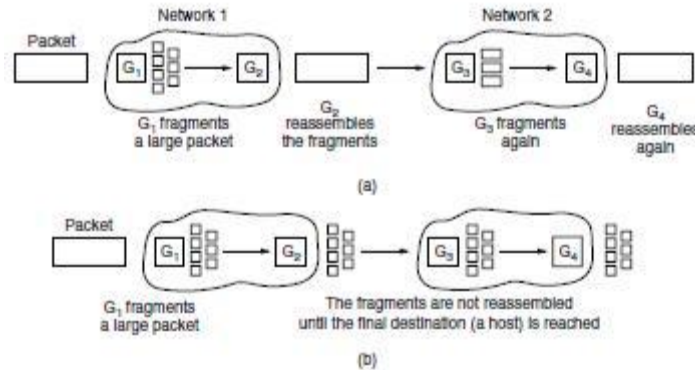 Network 1
Network 2
Packet
G1
G2
G3
G4
G1 fragments
a large packet
G2
reassembles
the fragments
G3 fragments
again
G4
reassembles
again
(a)
Packet
G1
G2
G3
G4
G1 fragments
a large packet
The fragments are not reassembled
until the final destination (a host) is reached
(b)